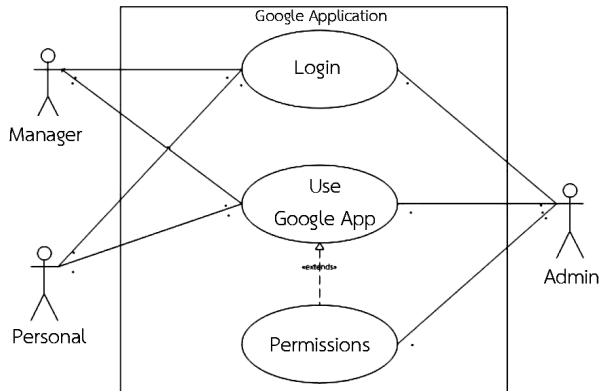 Google Application
Login
Manager
Use
Google App
Admin
«extends»
Personal
Permissions